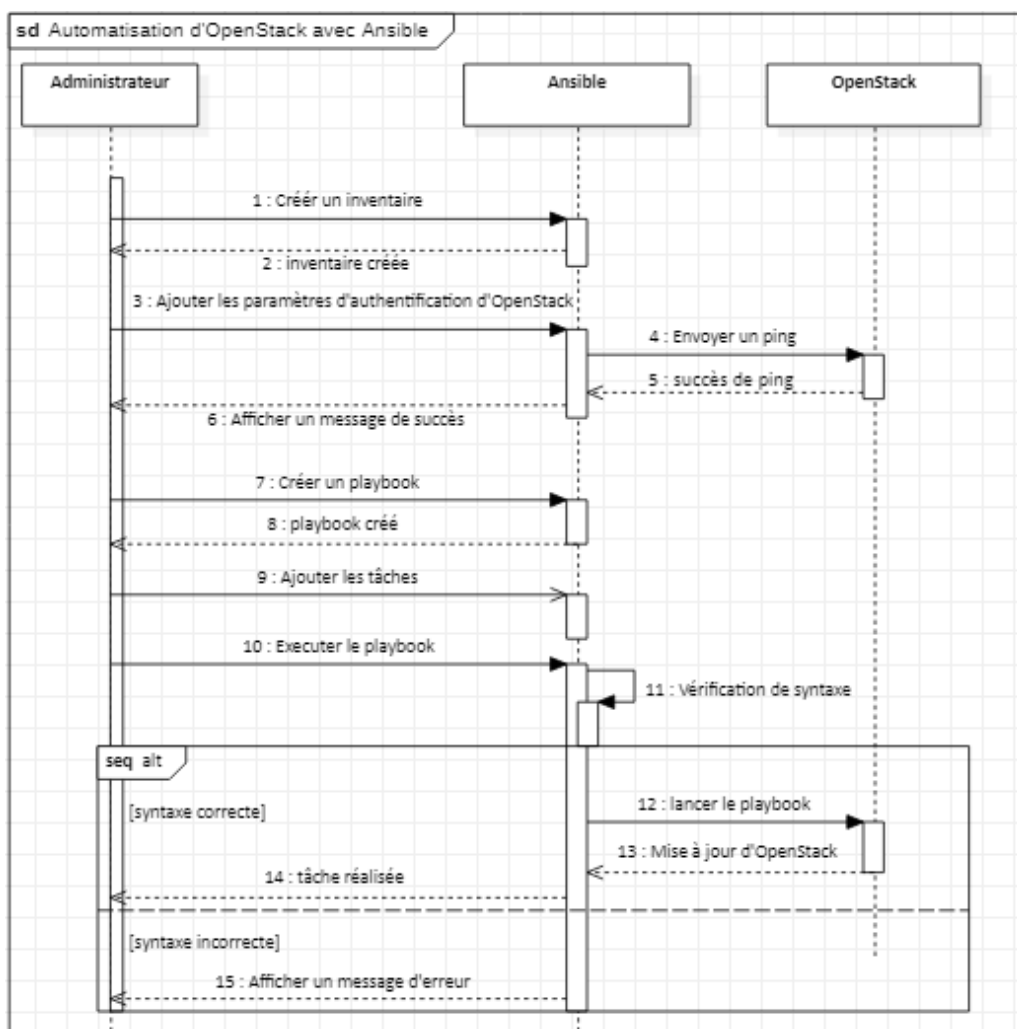 sd Automatisation d'OpenStack avec Ansible
Administrateur
Ansible
OpenStack
1 : Créér un inventaire
2 : inventaire créée
3 : Ajouter les paramètres d'authentification d'OpenStack
4 : Envoyer un ping
5 : succès de ping
6 : Afficher un message de succès
7 : Créer un playbook
8 : playbook créé
9 : Ajouter les tâches
10 : Executer le playbook
11 : Vérification de syntaxe
seq alt
[syntaxe correcte]
12 : lancer le playbook
13 : Mise à jour d'OpenStack
14 : tâche réalisée
[syntaxe incorrecte]
15 : Afficher un message d'erreur